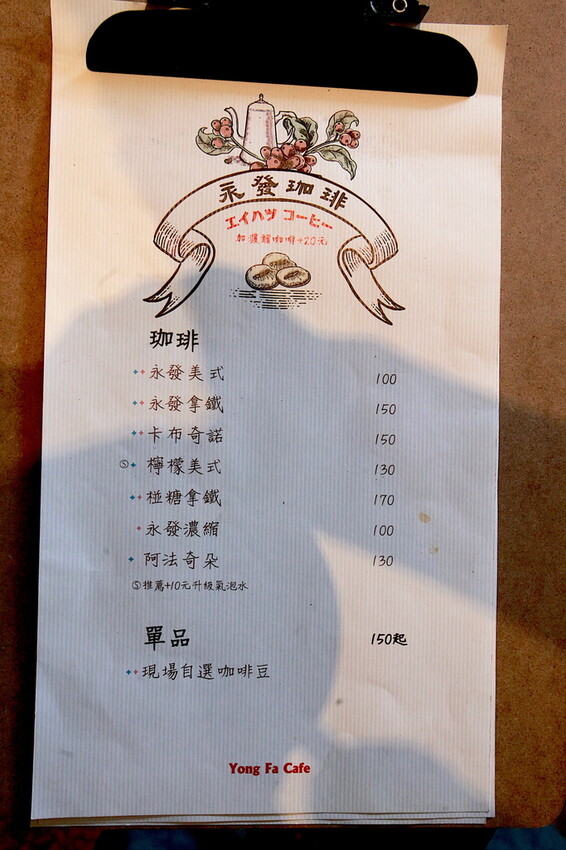 永發珈琲
エイハツ コーヒー
加濃縮咖啡+20元
珈琲
永發美式 100
永發拿鐵 150
卡布奇諾 150
Ⓢ 檸檬美式 130
椪糖拿鐵 170
永發濃縮 100
阿法奇朵 130
Ⓢ推薦+10元升級氣泡水
單品 150起
現場自選咖啡豆
Yong Fa Cafe